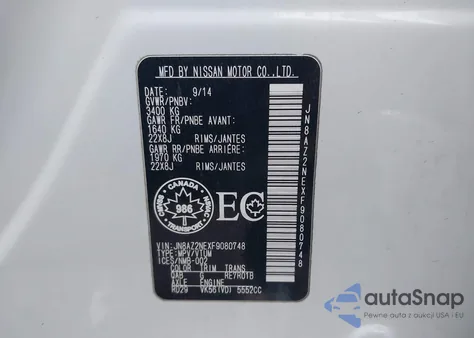 MFD BY NISSAN MOTOR CO.,LTD.
DATE: 9/14
GVWR/PNBV:
3400 KG
GAWR FR/PNBE AVANT:
1640 KG
22X8J RIMS/JANTES
GAWR RR/PNBE ARRIÈRE:
1970 KG
22X8J RIMS/JANTES
CANADA
986
EC
VIN: JN8AZ2NEXF9080748
TYPE:MPV/VTUM
ICES/NMB-002
COLOR TRIM TRANS
QAB G RE7R01B
AXLE ENGINE
RD29 VK56(VD) 5552CC
JN8AZ2NEXF9080748
TRANSPORT
autoSnap
Pewne auta z aukcji w USA